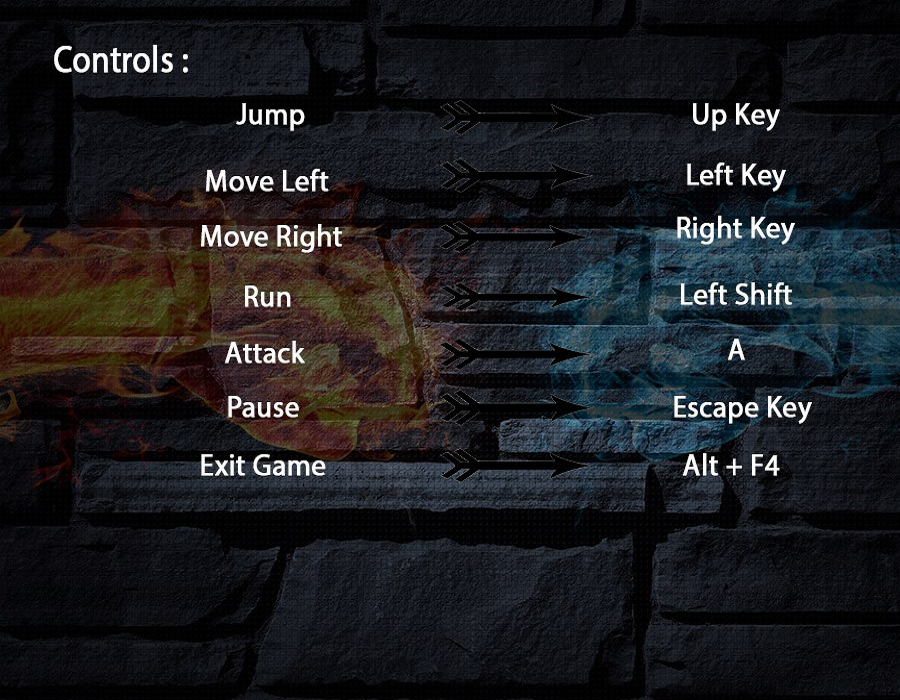 Controls :
Jump Up Key
Move Left Left Key
Move Right Right Key
Run Left Shift
Attack A
Pause Escape Key
Exit Game Alt + F4